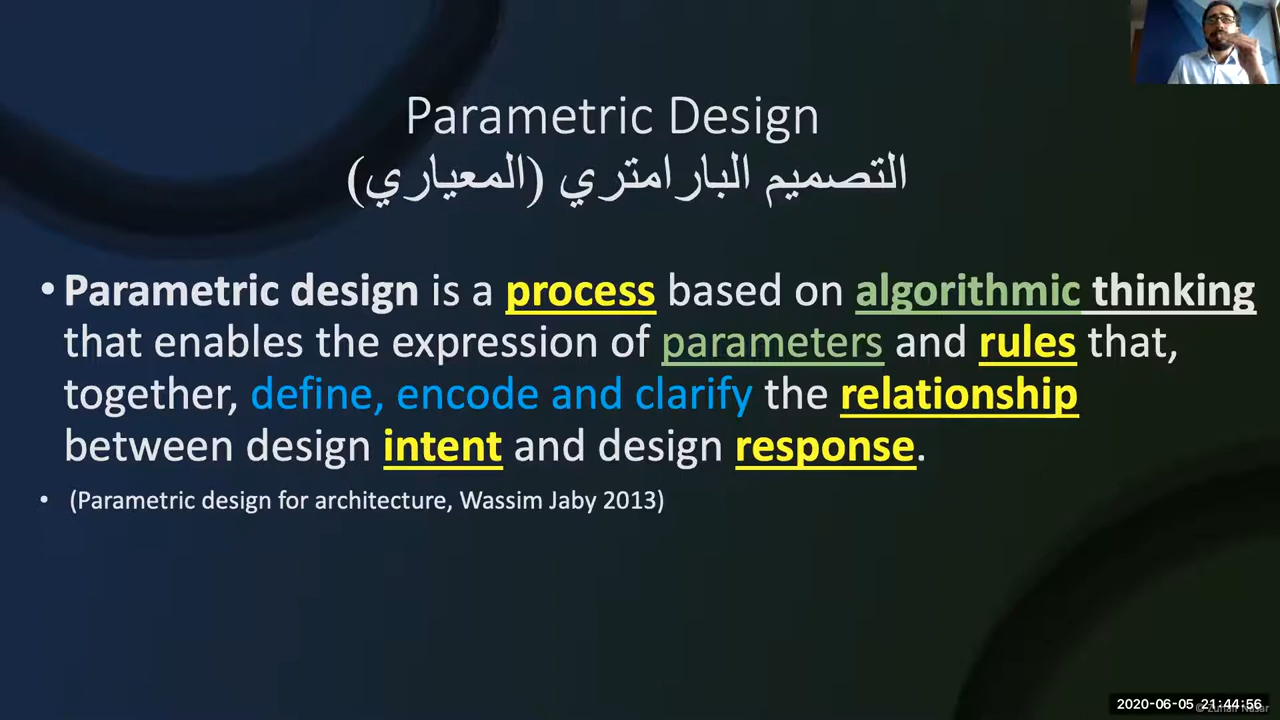 Parametric Design
التصميم البارامتري (المعياري)
• Parametric design is a process based on algorithmic thinking
that enables the expression of parameters and rules that,
together, define, encode and clarify the relationship
between design intent and design response.
• (Parametric design for architecture, Wassim Jaby 2013)
2020-06-05 21:44:56